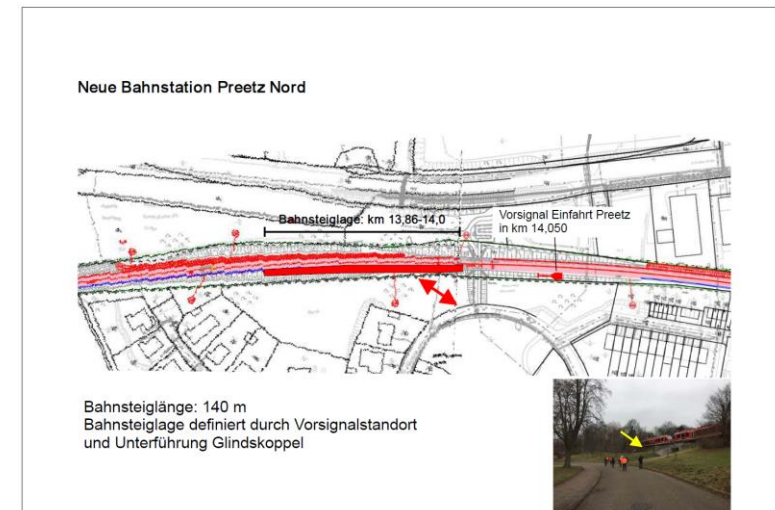 Neue Bahnstation Preetz Nord
Bahnsteiglage: km 13,86-14,0
Vorsignal Einfahrt Preetz
in km 14,050
Bahnsteiglänge: 140 m
Bahnsteiglage definiert durch Vorsignalstandort
und Unterführung Glindskoppel